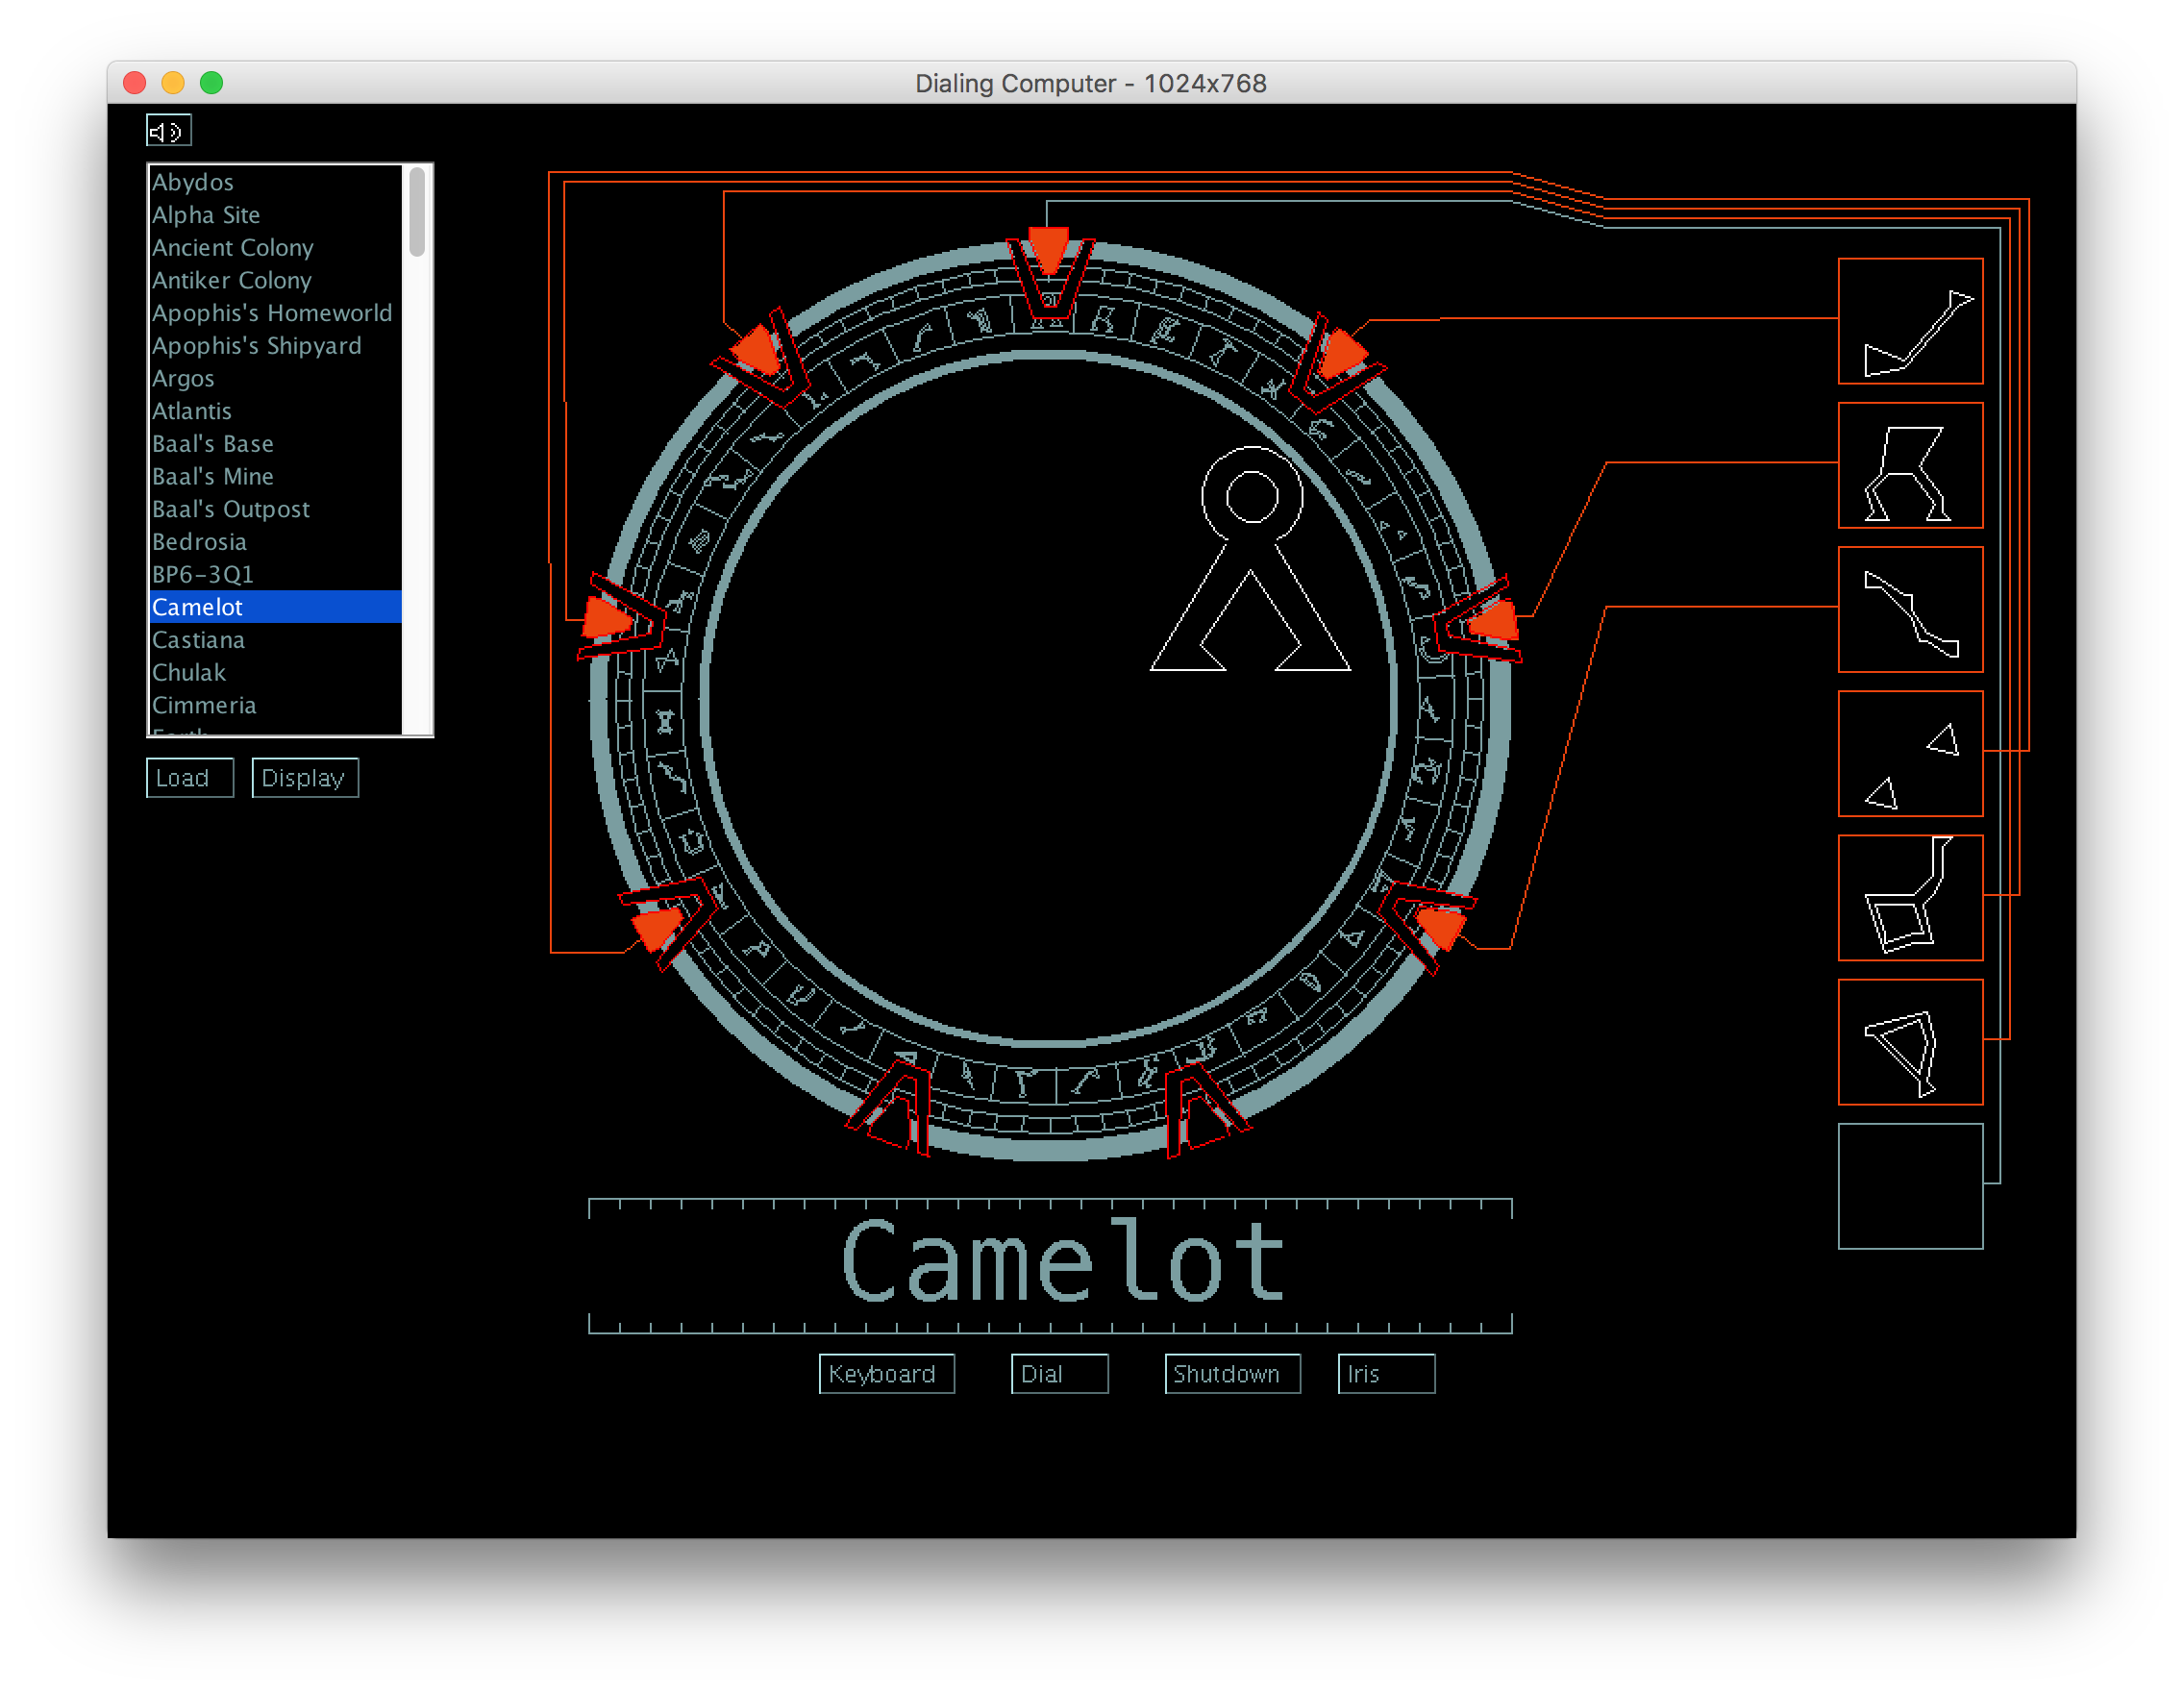 Dialing Computer - 1024x768
Abydos
Alpha Site
Ancient Colony
Antiker Colony
Apophis's Homeworld
Apophis's Shipyard
Argos
Atlantis
Baal's Base
Baal's Mine
Baal's Outpost
Bedrosia
BP6-3Q1
Camelot
Castiana
Chulak
Cimmeria
Earth
Load
Display
Camelot
Keyboard
Dial
Shutdown
Iris